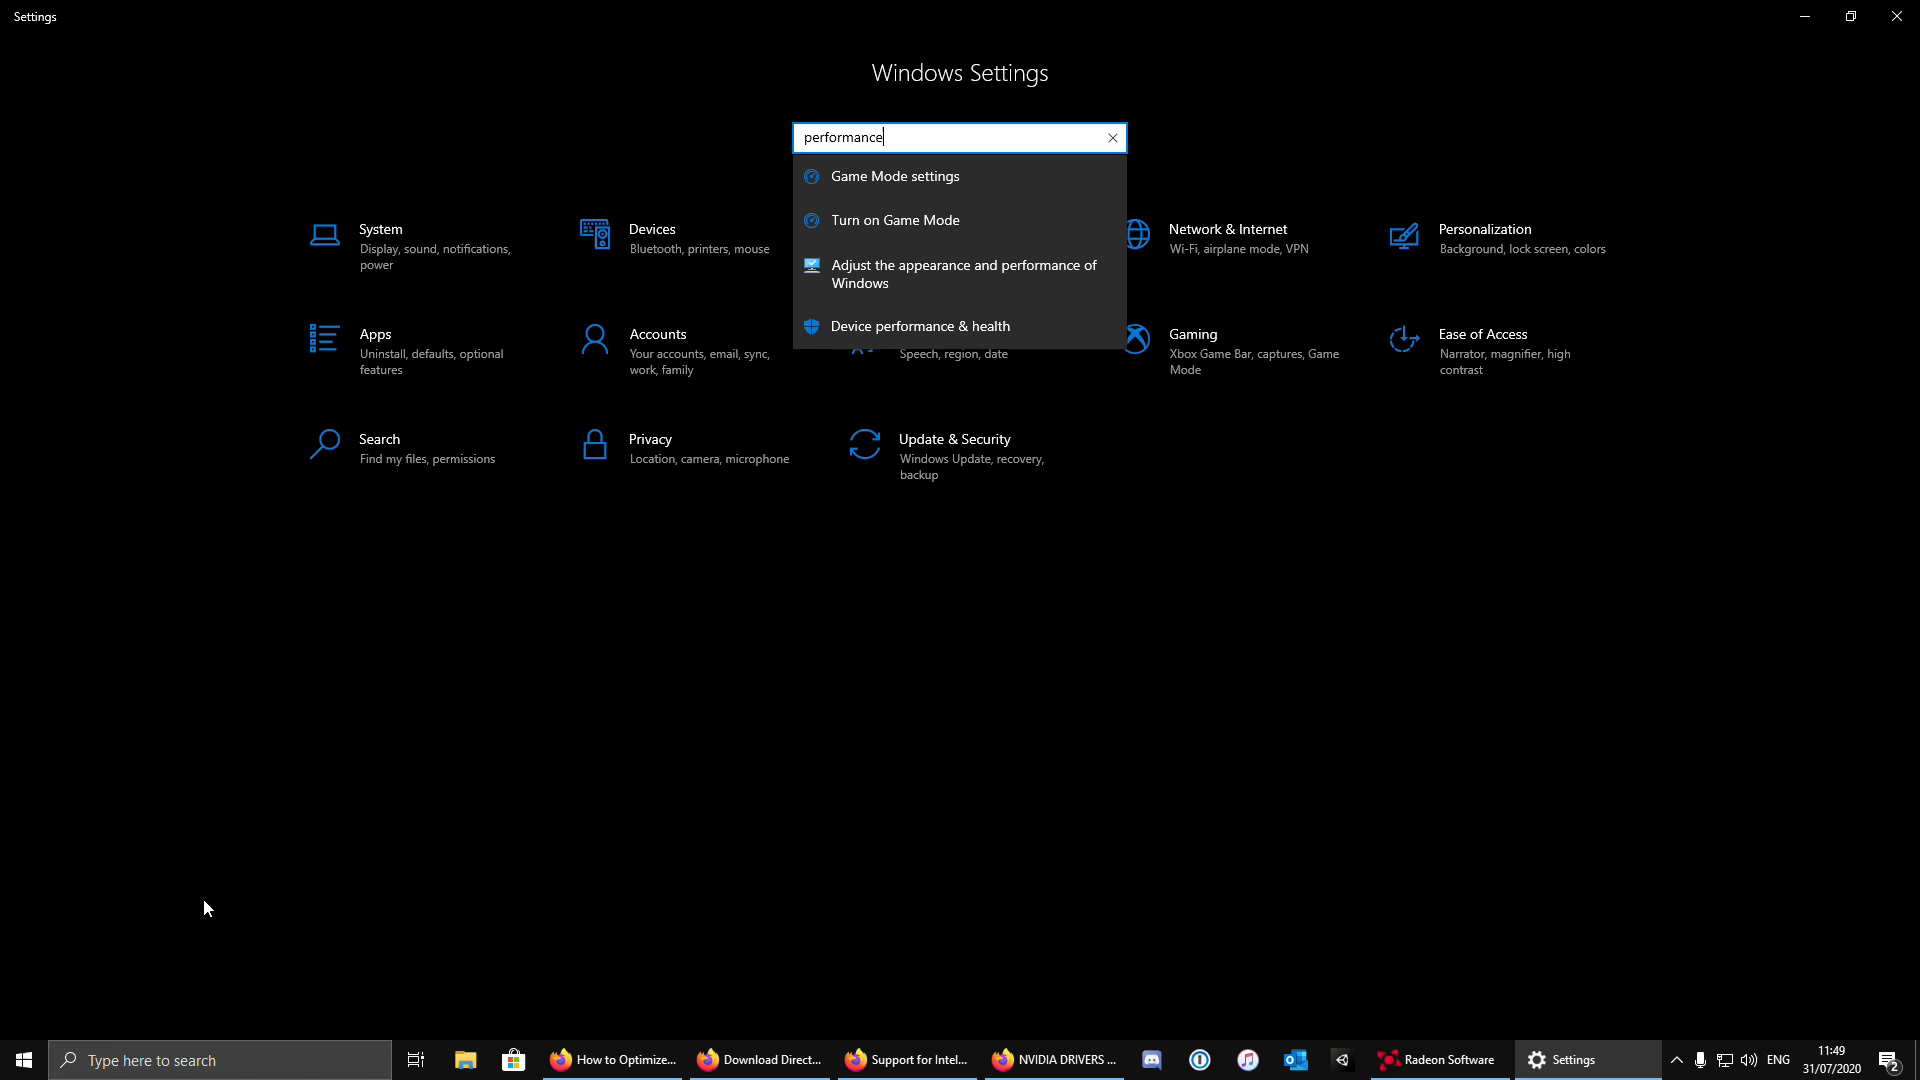 Settings
Windows Settings
performance
Game Mode settings
Turn on Game Mode
Adjust the appearance and performance of
Windows
Device performance & health
System
Display, sound, notifications,
power
Devices
Bluetooth, printers, mouse
Network & Internet
Wi-Fi, airplane mode, VPN
Personalization
Background, lock screen, colors
Apps
Uninstall, defaults, optional
features
Accounts
Your accounts, email, sync,
work, family
Speech, region, date
Gaming
Xbox Game Bar, captures, Game
Mode
Ease of Access
Narrator, magnifier, high
contrast
Search
Find my files, permissions
Privacy
Location, camera, microphone
Update & Security
Windows Update, recovery,
backup
Type here to search
How to Optimize...
Download Direct...
Support for Intel...
NVIDIA DRIVERS ...
Radeon Software
Settings
ENG
11:49
31/07/2020
2